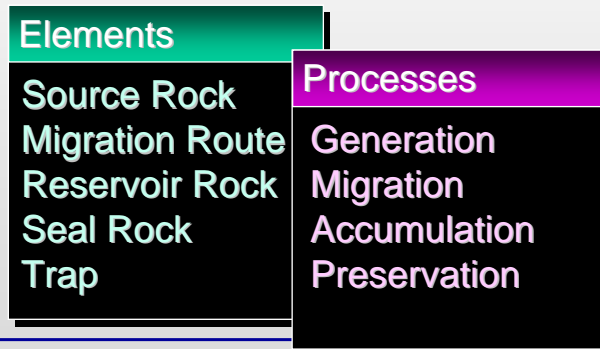 Elements
Source Rock
Migration Route
Reservoir Rock
Seal Rock
Trap
Processes
Generation
Migration
Accumulation
Preservation